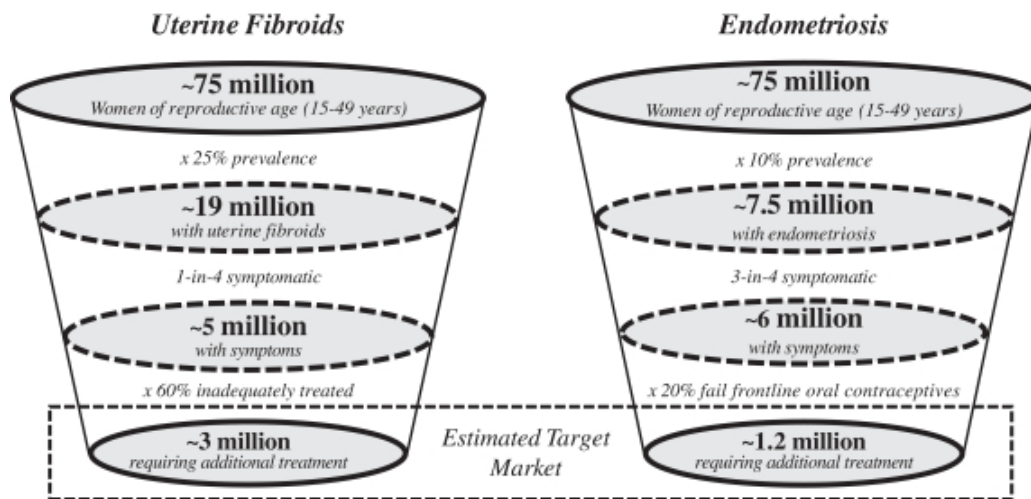 Uterine Fibroids
~75 million
Women of reproductive age (15-49 years)
x 25% prevalence
~19 million
with uterine fibroids
1-in-4 symptomatic
~5 million
with symptoms
x 60% inadequately treated
~3 million
requiring additional treatment
Endometriosis
~75 million
Women of reproductive age (15-49 years)
x 10% prevalence
~7.5 million
with endometriosis
3-in-4 symptomatic
~6 million
with symptoms
x 20% fail frontline oral contraceptives
~1.2 million
requiring additional treatment
Estimated Target
Market